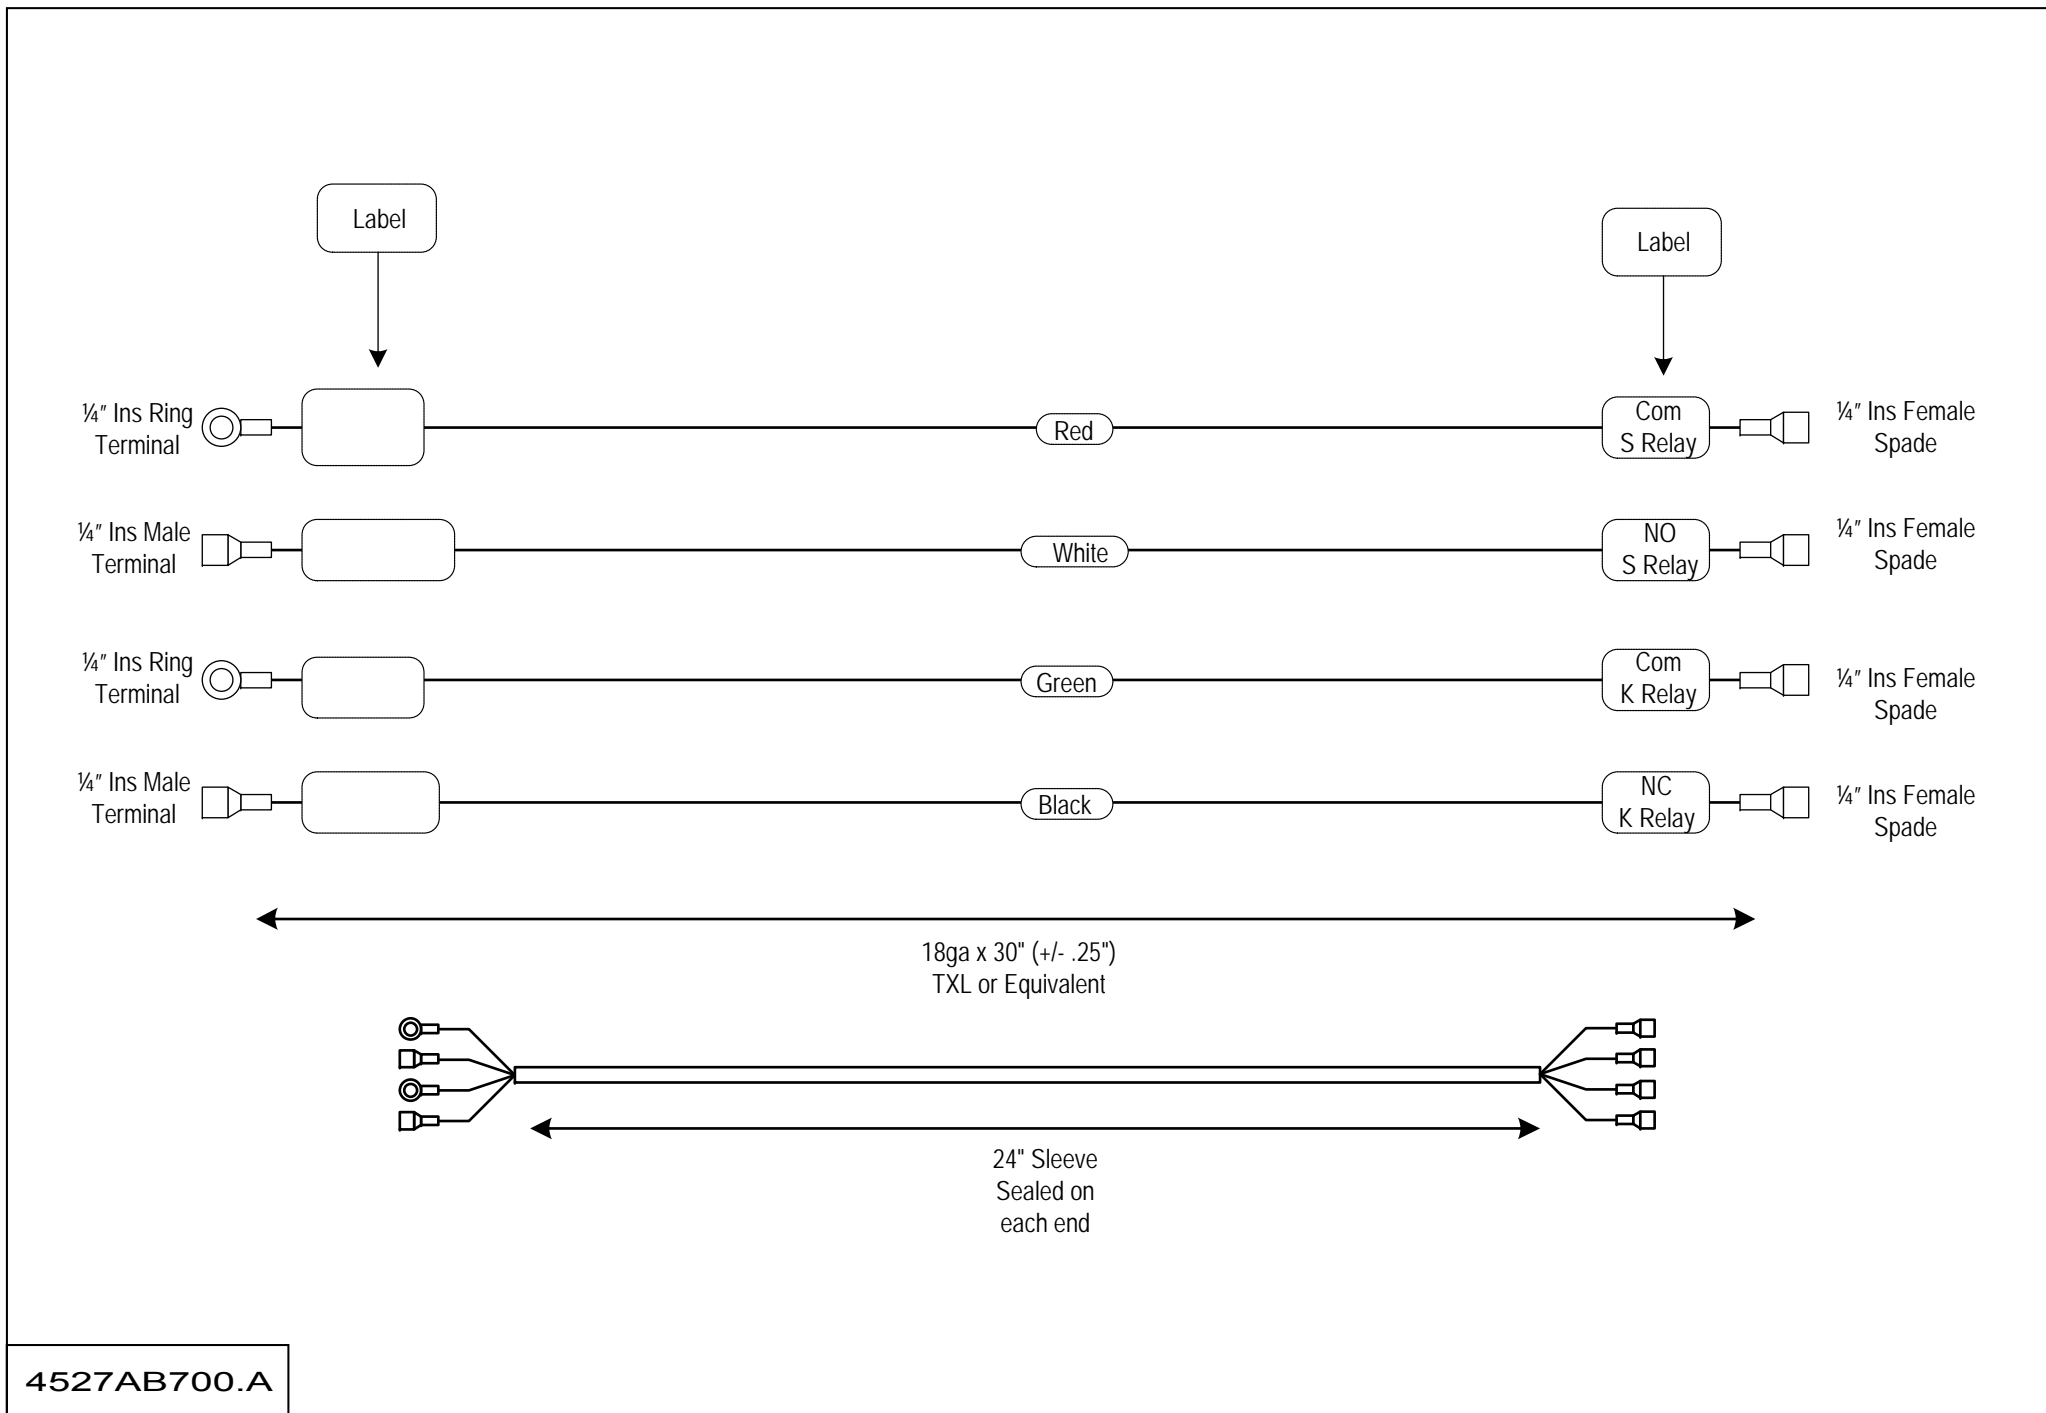 Label
Label
¼" Ins Ring
Terminal
Red
Com
S Relay
¼" Ins Female
Spade
¼" Ins Male
Terminal
White
NO
S Relay
¼" Ins Female
Spade
¼" Ins Ring
Terminal
Green
Com
K Relay
¼" Ins Female
Spade
¼" Ins Male
Terminal
Black
NC
K Relay
¼" Ins Female
Spade
18ga x 30" (+/- .25")
TXL or Equivalent
24" Sleeve
Sealed on
each end
4527AB700.A